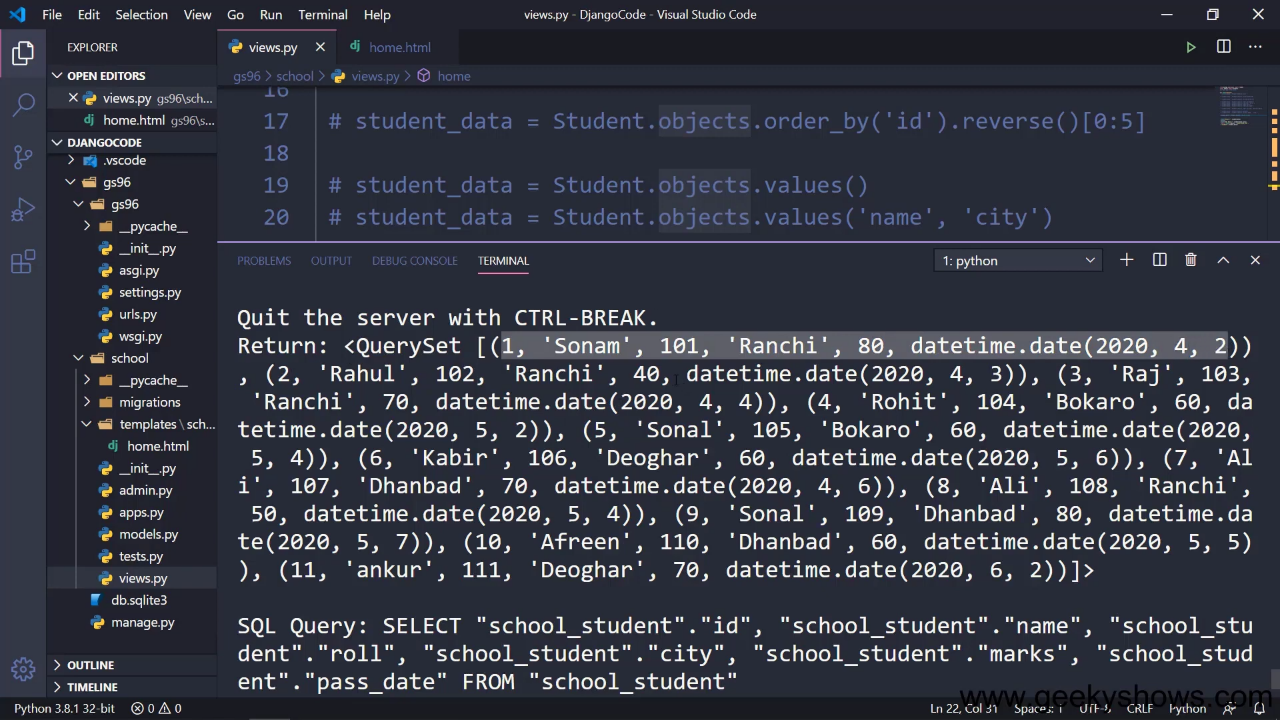 File Edit Selection View Go Run Terminal Help views.py - DjangoCode - Visual Studio Code
EXPLORER
OPEN EDITORS
views.py gs96\sc...
home.html gs96\s...
DJANGOCODE
.vscode
gs96
gs96
__pycache__
__init__.py
asgi.py
settings.py
urls.py
wsgi.py
school
__pycache__
migrations
templates \ sch...
home.html
__init__.py
admin.py
apps.py
models.py
tests.py
views.py
db.sqlite3
manage.py
OUTLINE
TIMELINE
views.py home.html
gs96 school views.py home
16
17 # student_data = Student.objects.order_by('id').reverse()[0:5]
18
19 # student_data = Student.objects.values()
20 # student_data = Student.objects.values('name', 'city')
PROBLEMS OUTPUT DEBUG CONSOLE TERMINAL 1: python
Quit the server with CTRL-BREAK.
Return: <QuerySet [(1, 'Sonam', 101, 'Ranchi', 80, datetime.date(2020, 4, 2))
, (2, 'Rahul', 102, 'Ranchi', 40, datetime.date(2020, 4, 3)), (3, 'Raj', 103,
'Ranchi', 70, datetime.date(2020, 4, 4)), (4, 'Rohit', 104, 'Bokaro', 60, da
tetime.date(2020, 5, 2)), (5, 'Sonal', 105, 'Bokaro', 60, datetime.date(2020,
5, 4)), (6, 'Kabir', 106, 'Deoghar', 60, datetime.date(2020, 5, 6)), (7, 'Al
i', 107, 'Dhanbad', 70, datetime.date(2020, 4, 6)), (8, 'Ali', 108, 'Ranchi',
50, datetime.date(2020, 5, 4)), (9, 'Sonal', 109, 'Dhanbad', 80, datetime.da
te(2020, 5, 7)), (10, 'Afreen', 110, 'Dhanbad', 60, datetime.date(2020, 5, 5)
), (11, 'ankur', 111, 'Deoghar', 70, datetime.date(2020, 6, 2))]>
SQL Query: SELECT "school_student"."id", "school_student"."name", "school_stu
dent"."roll", "school_student"."city", "school_student"."marks", "school_stud
ent"."pass_date" FROM "school_student"
www.geekyshows.com
Python 3.8.1 32-bit 0 0 Ln 22, Col 31 Spaces: 1 UTF-8 CRLF Python